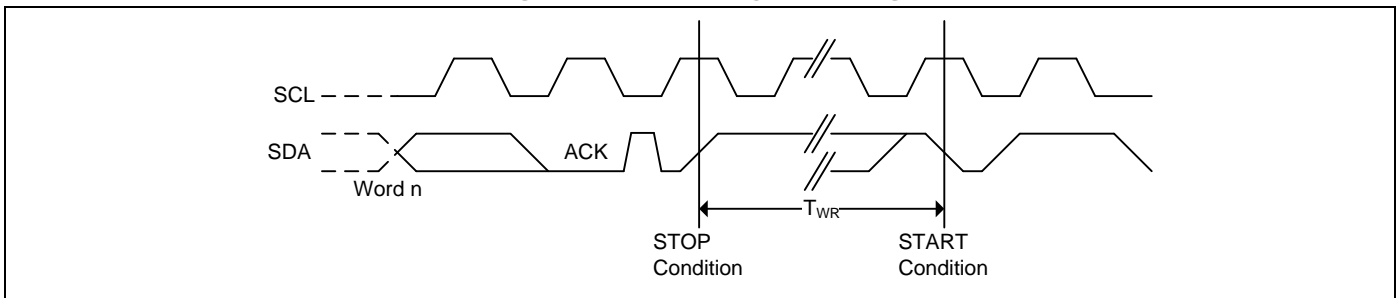 SCL
SDA
ACK
Word n
TWR
STOP
Condition
START
Condition